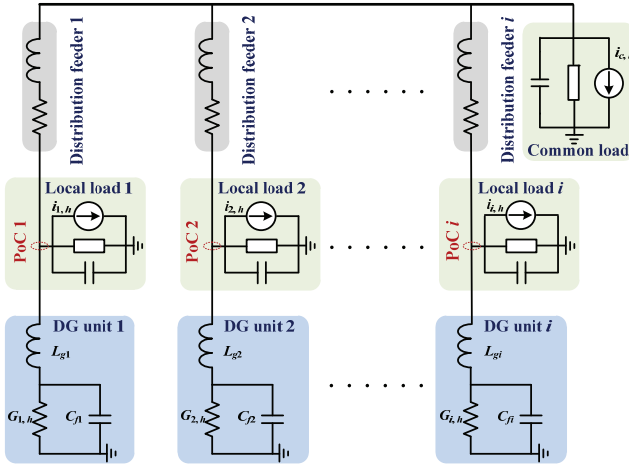 Distribution feeder 1
Distribution feeder 2
Distribution feeder i
i_c,
Common load
Local load 1
i_1,h
PoC 1
Local load 2
i_2,h
PoC 2
Local load i
i_i,h
PoC i
DG unit 1
L_g1
G_1,h
C_f1
DG unit 2
L_g2
G_2,h
C_f2
DG unit i
L_gi
G_i,h
C_fi